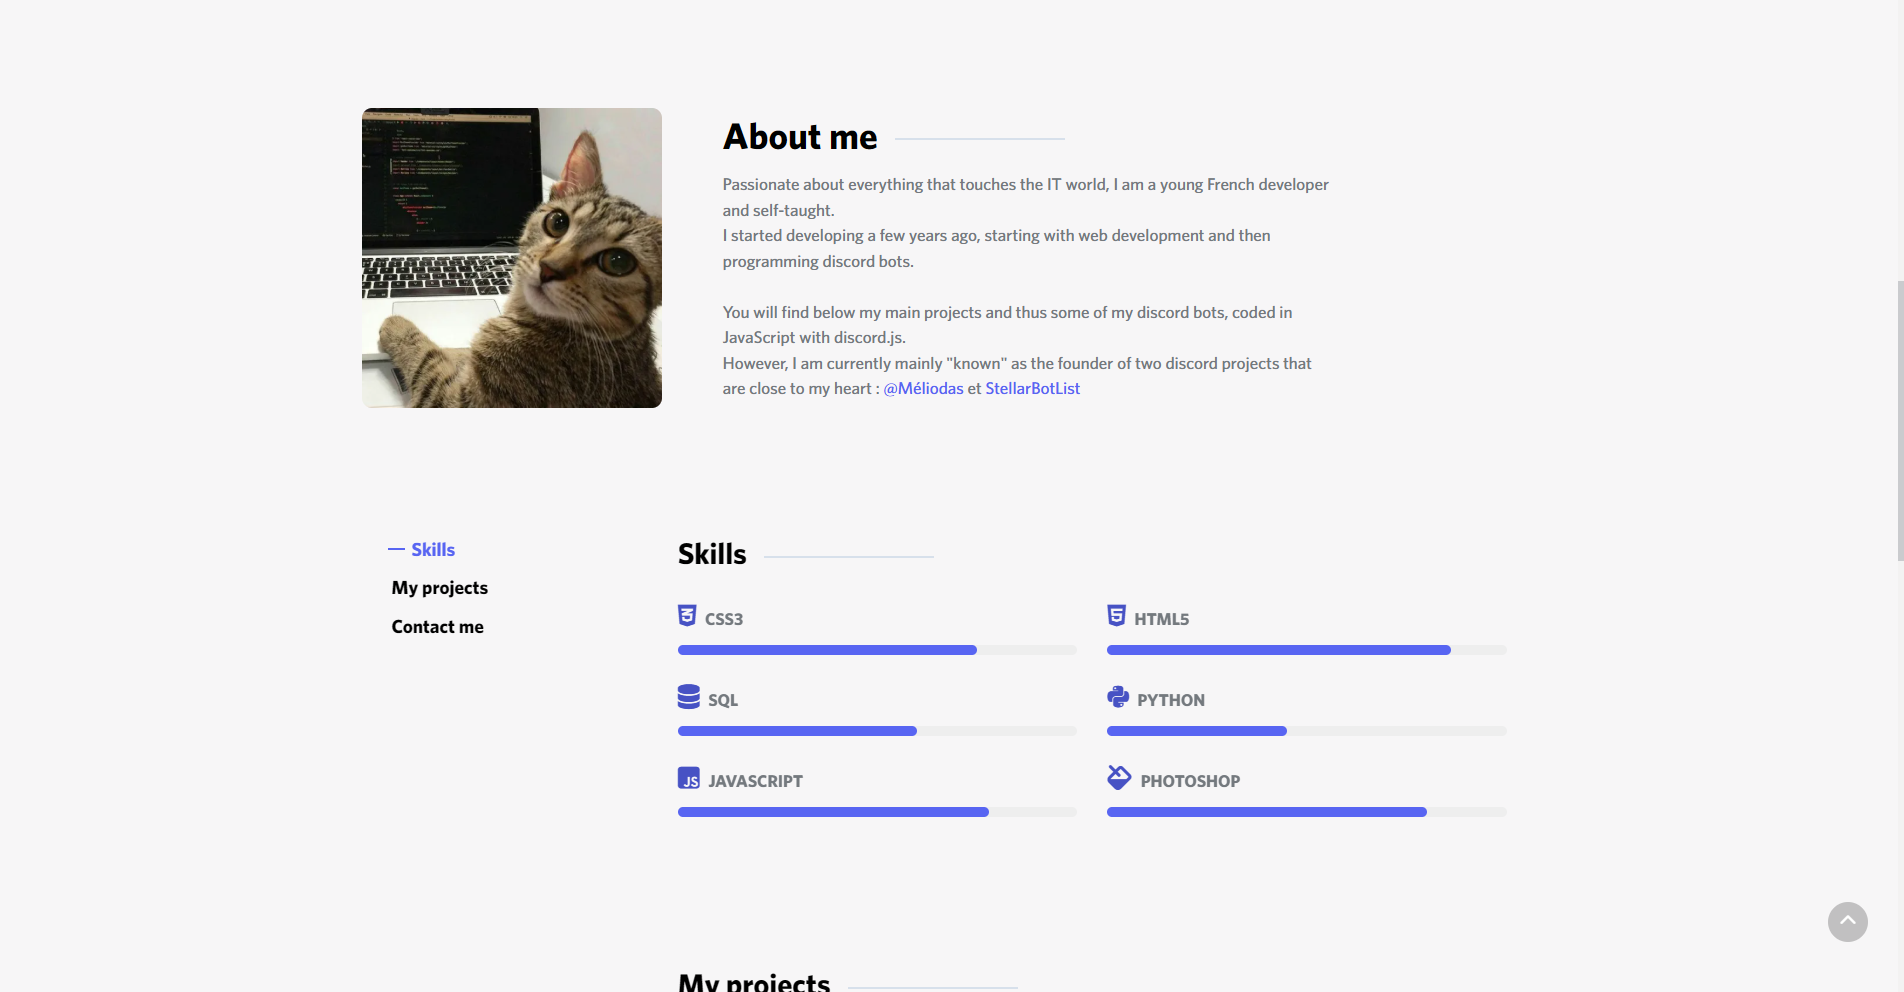 About me
Passionate about everything that touches the IT world, I am a young French developer
and self-taught.
I started developing a few years ago, starting with web development and then
programming discord bots.
You will find below my main projects and thus some of my discord bots, coded in
JavaScript with discord.js.
However, I am currently mainly "known" as the founder of two discord projects that
are close to my heart : @Méliodas et StellarBotList
Skills
My projects
Contact me
Skills
CSS3
HTML5
SQL
PYTHON
JS JAVASCRIPT
PHOTOSHOP
My projects